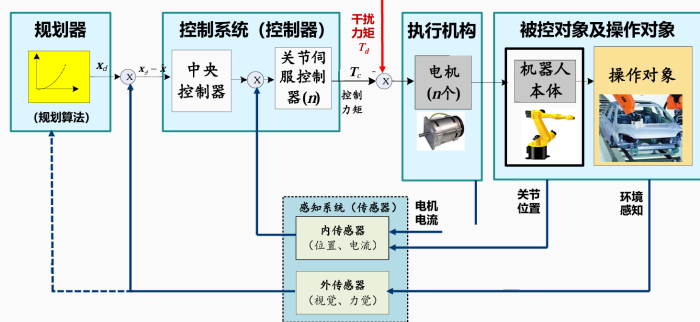 规划器
x_d
(规划算法)
X
x_d - x
控制系统（控制器）
中央
控制器
X
关节伺
服控制
器(n)
T_c
控制
力矩
干扰
力矩
T_d
-
X
执行机构
电机
(n个)
被控对象及操作对象
机器人
本体
操作对象
电机
电流
关节
位置
环境
感知
感知系统（传感器）
内传感器
（位置、电流）
外传感器
（视觉、力觉）